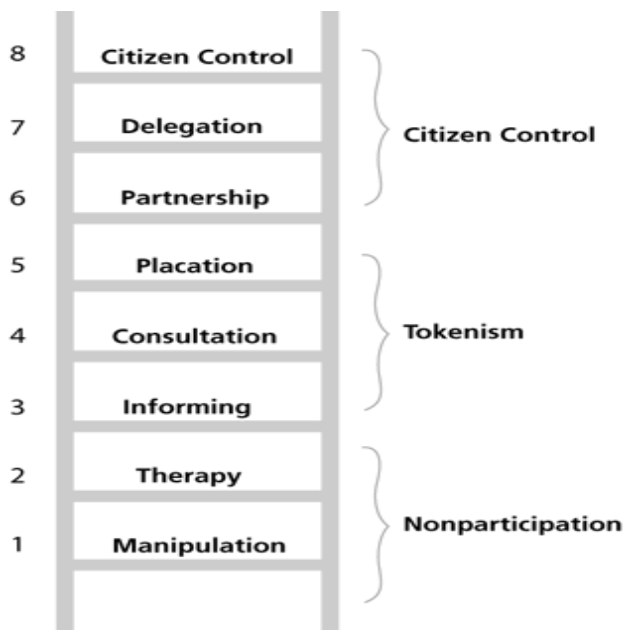 8 Citizen Control
7 Delegation
Citizen Control
6 Partnership
5 Placation
4 Consultation
Tokenism
3 Informing
2 Therapy
Nonparticipation
1 Manipulation